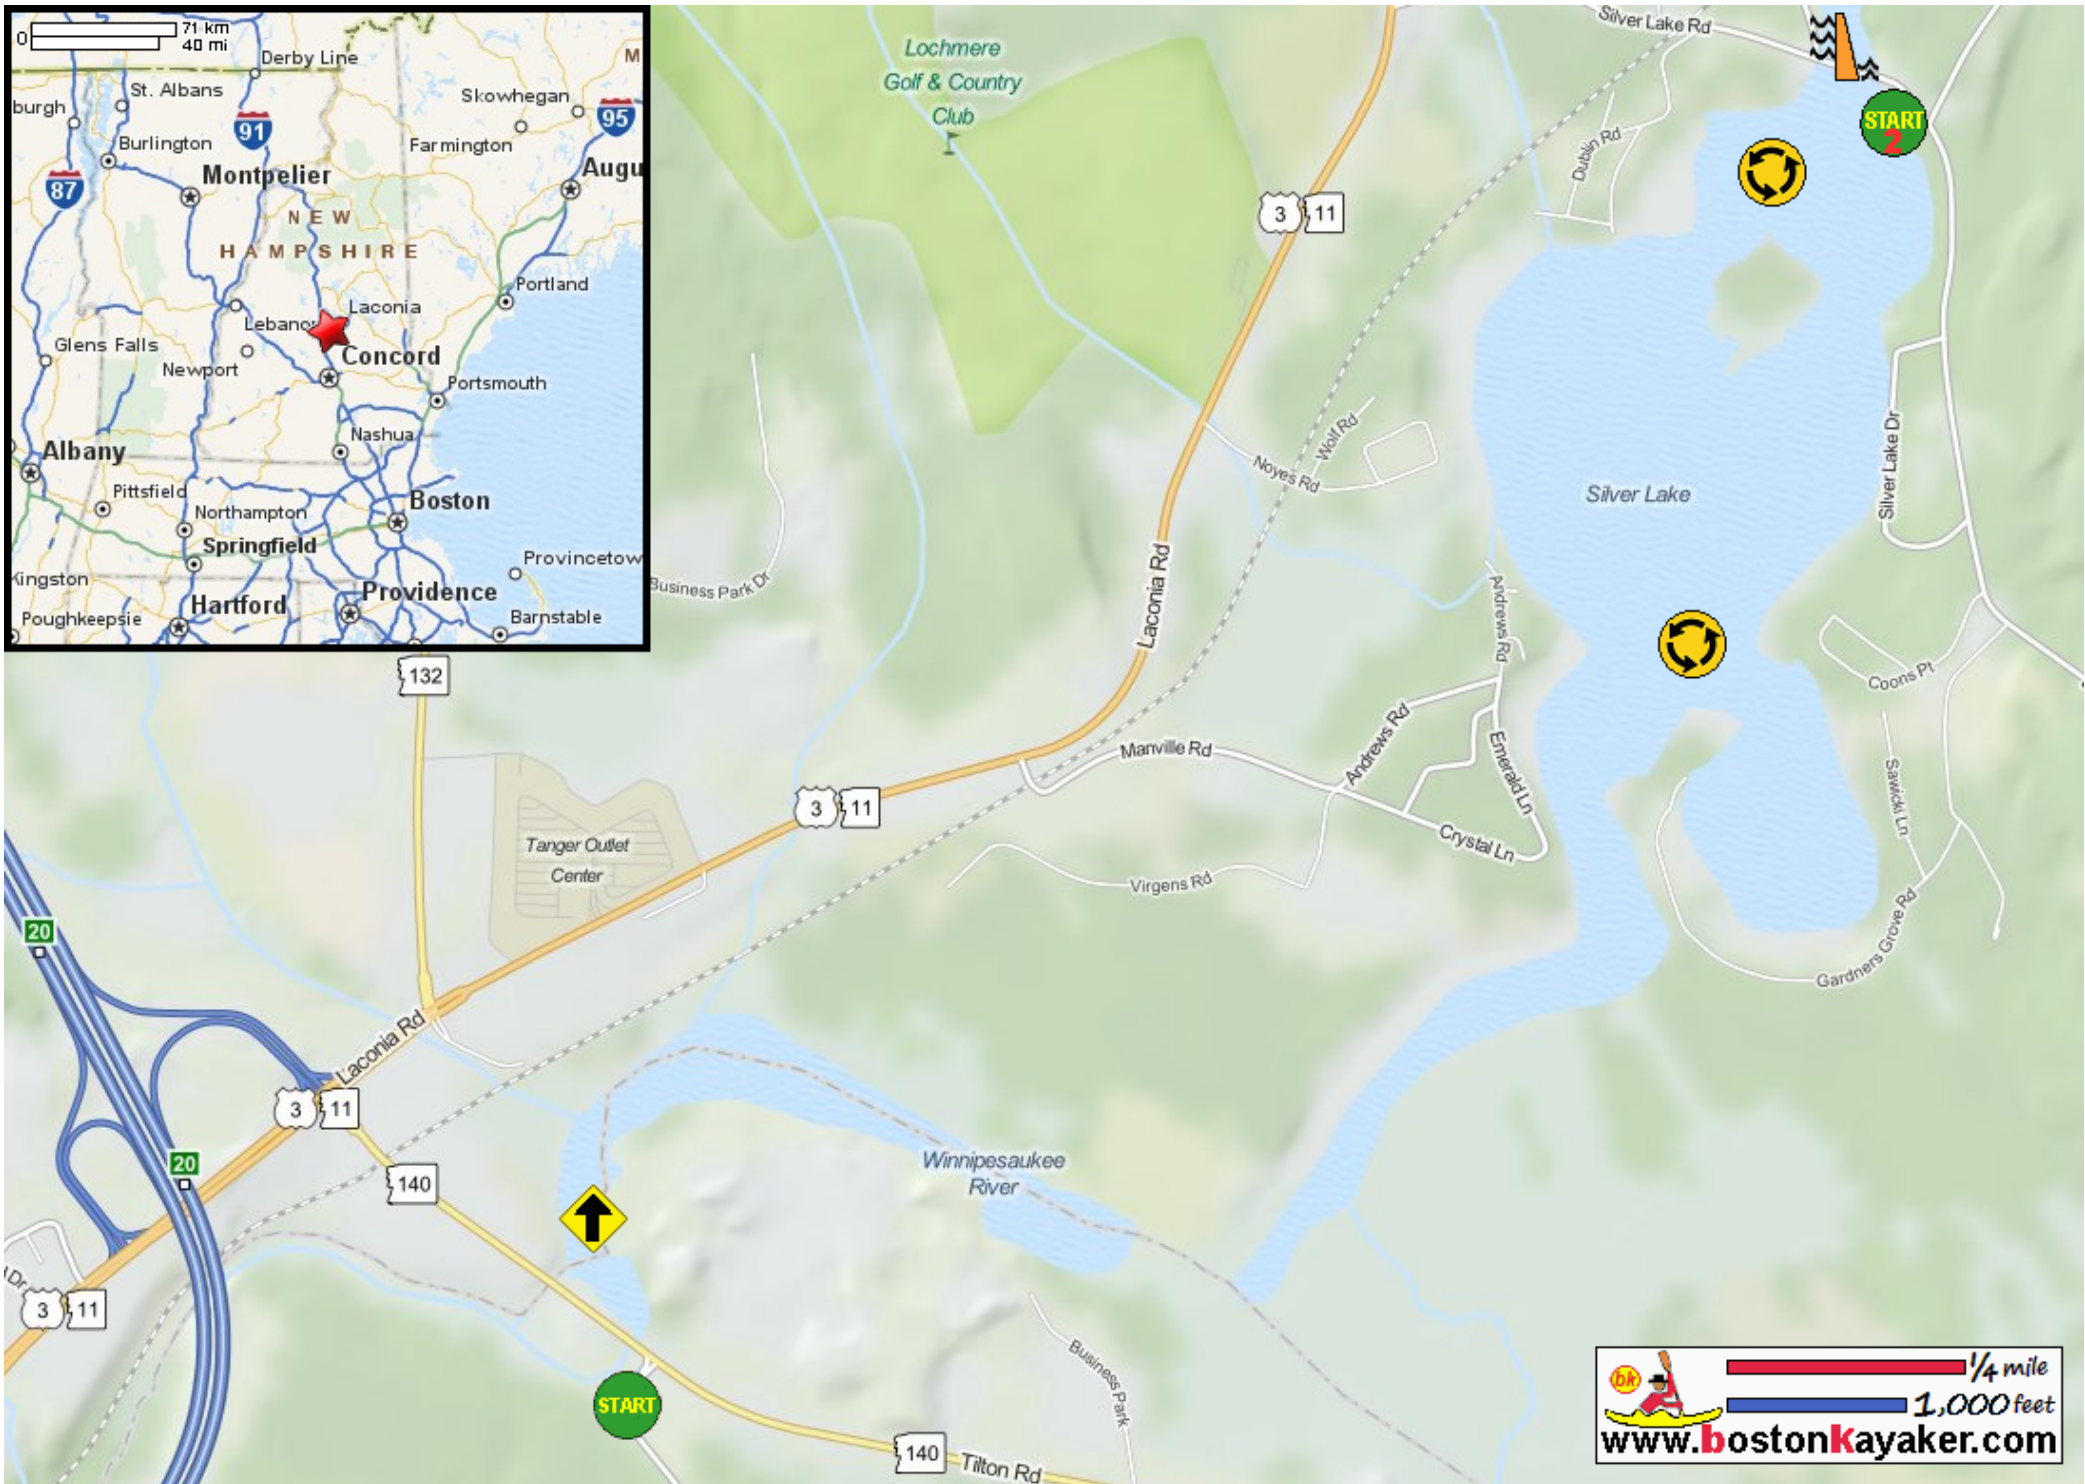 0
71 km
40 mi
Derby Line
M
St. Albans
burgh
91
Skowhegan
95
Farmington
Burlington
87
Montpelier
Augu
NEW
HAMPSHIRE
Portland
Laconia
Lebano
Glens Falls
Concord
Newport
Portsmouth
Nashua
Albany
Pittsfield
Boston
Northampton
Springfield
Provincetow
Kingston
Hartford
Providence
Poughkeepsie
Barnstable
Lochmere
Golf & Country
Club
Silver Lake Rd
START
2
Dublin Rd
3
11
Wolf Rd
Noyes Rd
Silver Lake
Silver Lake Dr
Business Park Dr
Laconia Rd
Andrews Rd
132
Coons Pt
Andrews Rd
Manville Rd
Emerald Ln
Sawicki Ln
3
11
Tanger Outlet
Center
Crystal Ln
Virgens Rd
Gardners Grove Rd
20
Laconia Rd
3
11
20
140
Winnipesaukee
River
Dr
3
11
Business Park
START
140
Tilton Rd
bk
1/4 mile
1,000 feet
www.bostonkayaker.com